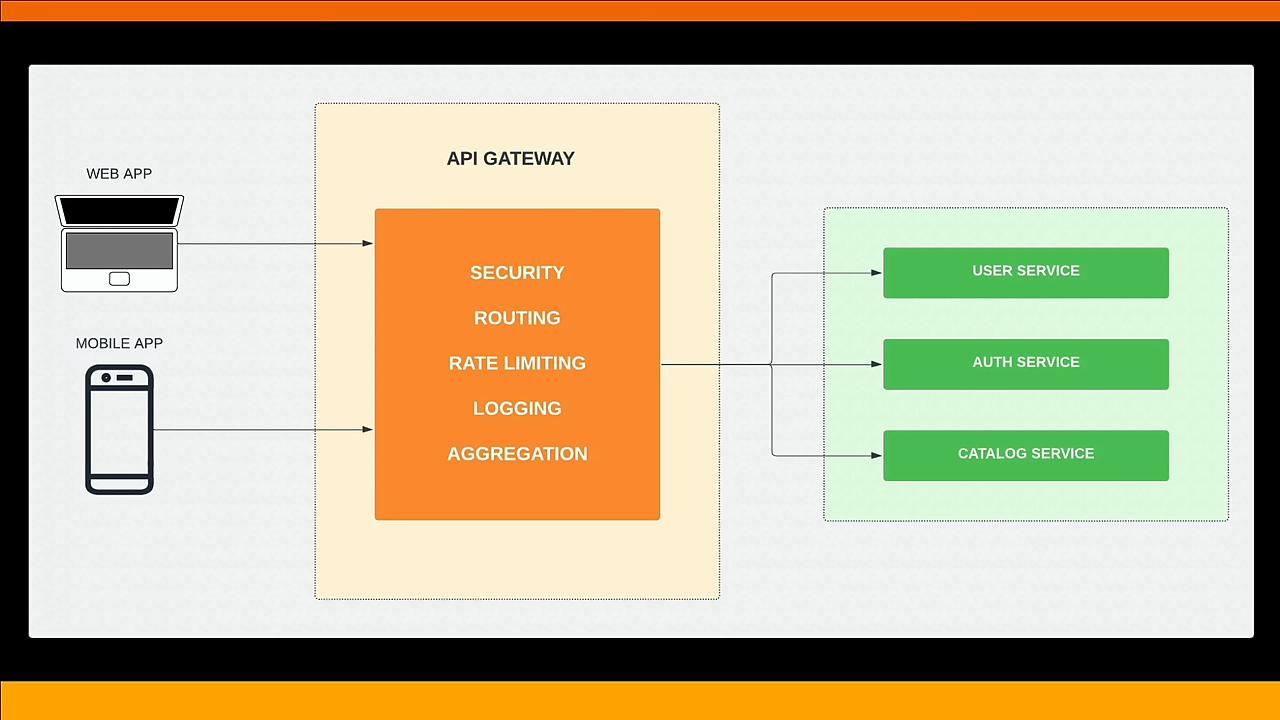 WEB APP
MOBILE APP
API GATEWAY
SECURITY
ROUTING
RATE LIMITING
LOGGING
AGGREGATION
USER SERVICE
AUTH SERVICE
CATALOG SERVICE